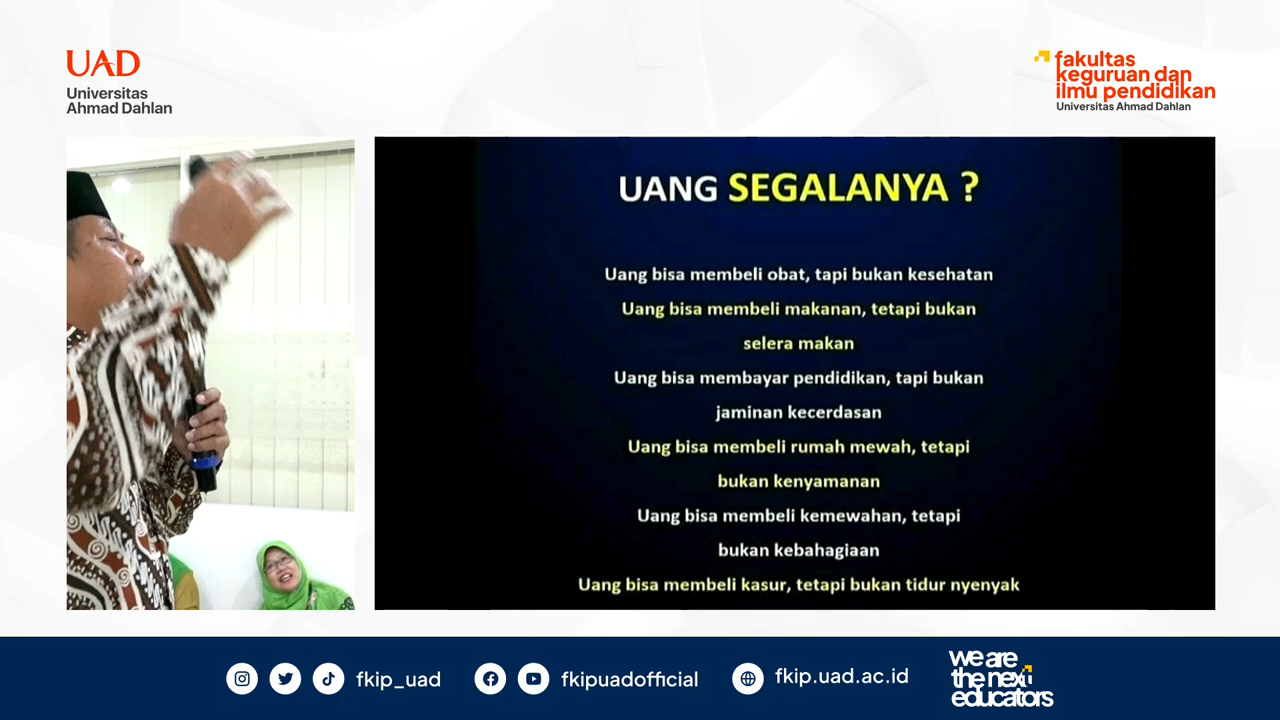 UAD
Universitas
Ahmad Dahlan
fakultas
keguruan dan
ilmu pendidikan
Universitas Ahmad Dahlan
UANG SEGALANYA ?
Uang bisa membeli obat, tapi bukan kesehatan
Uang bisa membeli makanan, tetapi bukan
selera makan
Uang bisa membayar pendidikan, tapi bukan
jaminan kecerdasan
Uang bisa membeli rumah mewah, tetapi
bukan kenyamanan
Uang bisa membeli kemewahan, tetapi
bukan kebahagiaan
Uang bisa membeli kasur, tetapi bukan tidur nyenyak
fkip_uad
fkipuadofficial
fkip.uad.ac.id
we are
the next
educators